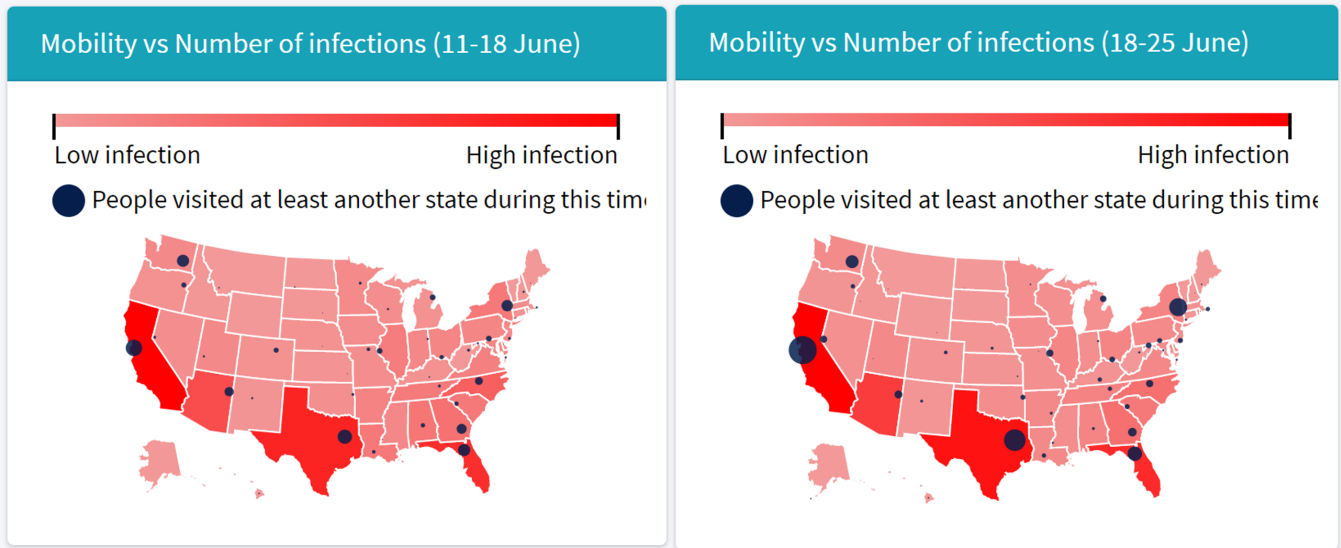 Mobility vs Number of infections (11-18 June)
Low infection High infection
People visited at least another state during this time
Mobility vs Number of infections (18-25 June)
Low infection High infection
People visited at least another state during this time